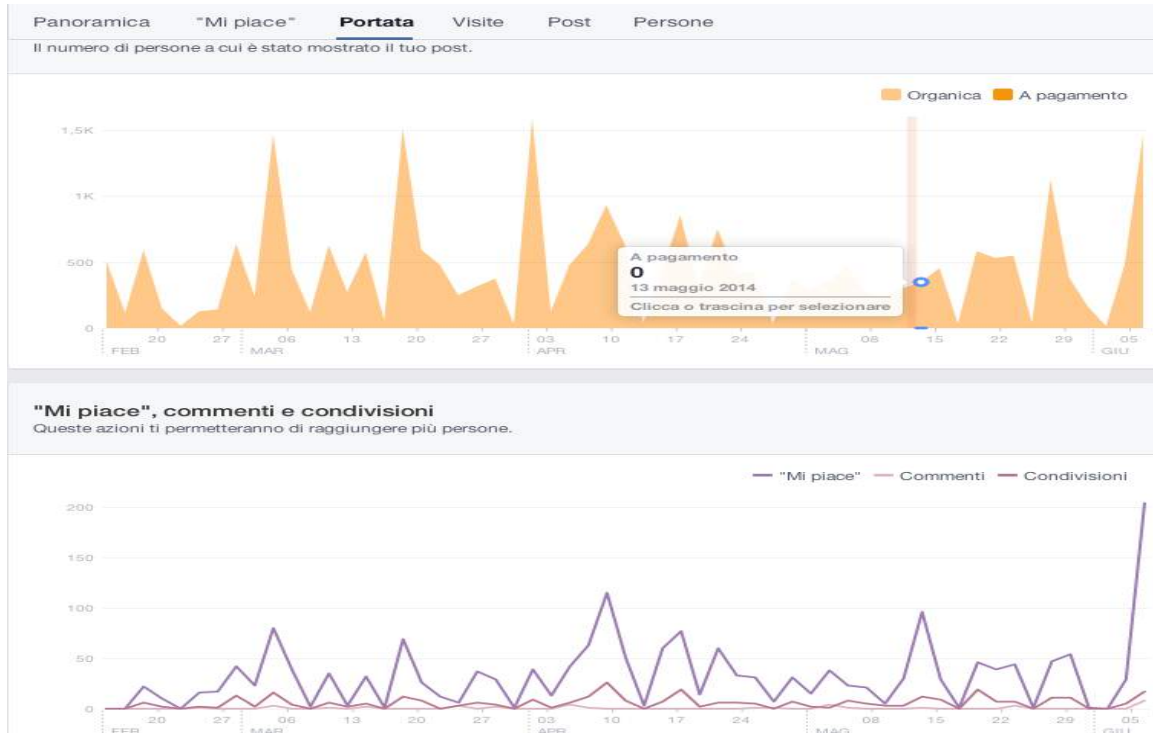 Panoramica "Mi piace" Portata Visite Post Persone
Il numero di persone a cui è stato mostrato il tuo post.
Organica A pagamento
1,5K
1K
500
0
A pagamento
0
13 maggio 2014
Clicca o trascina per selezionare
20 27 06 13 20 27 03 10 17 24 08 15 22 29 05
FEB MAR APR MAG GIU
"Mi piace", commenti e condivisioni
Queste azioni ti permetteranno di raggiungere più persone.
"Mi piace" Commenti Condivisioni
200
150
100
50
0
20 27 06 13 20 27 03 10 17 24 08 15 22 29 05
FEB MAR APR MAG GIU